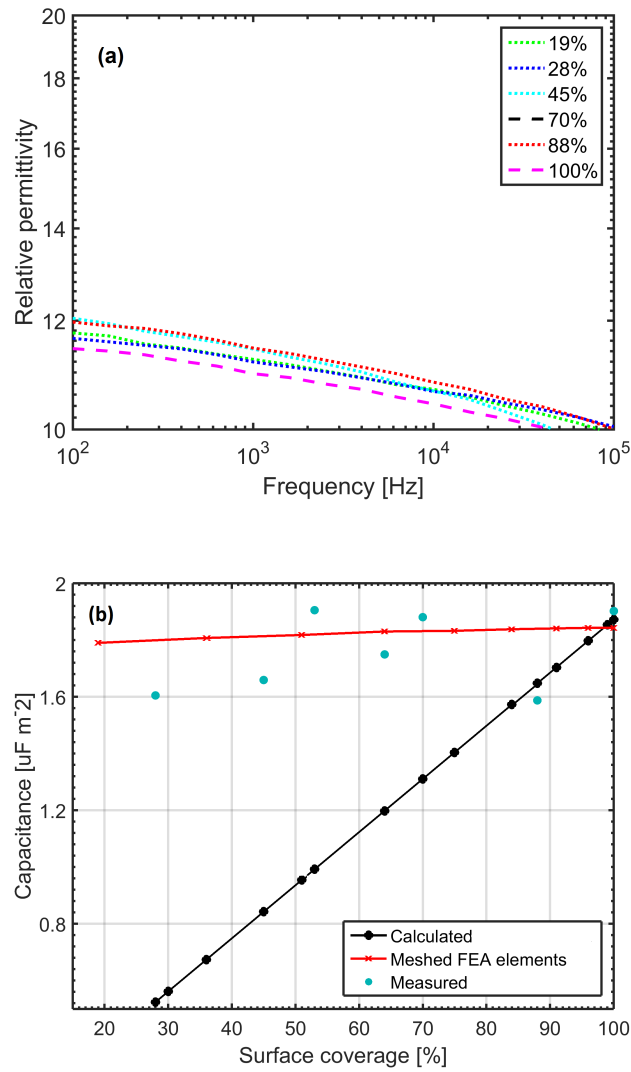 (a)
20
18
16
14
12
10
Relative permittivity
19%
28%
45%
70%
88%
100%
10^2
10^3
10^4
10^5
Frequency [Hz]
(b)
2
1.6
1.2
0.8
Capacitance [uF m^-2]
Calculated
Meshed FEA elements
Measured
20 30 40 50 60 70 80 90 100
Surface coverage [%]